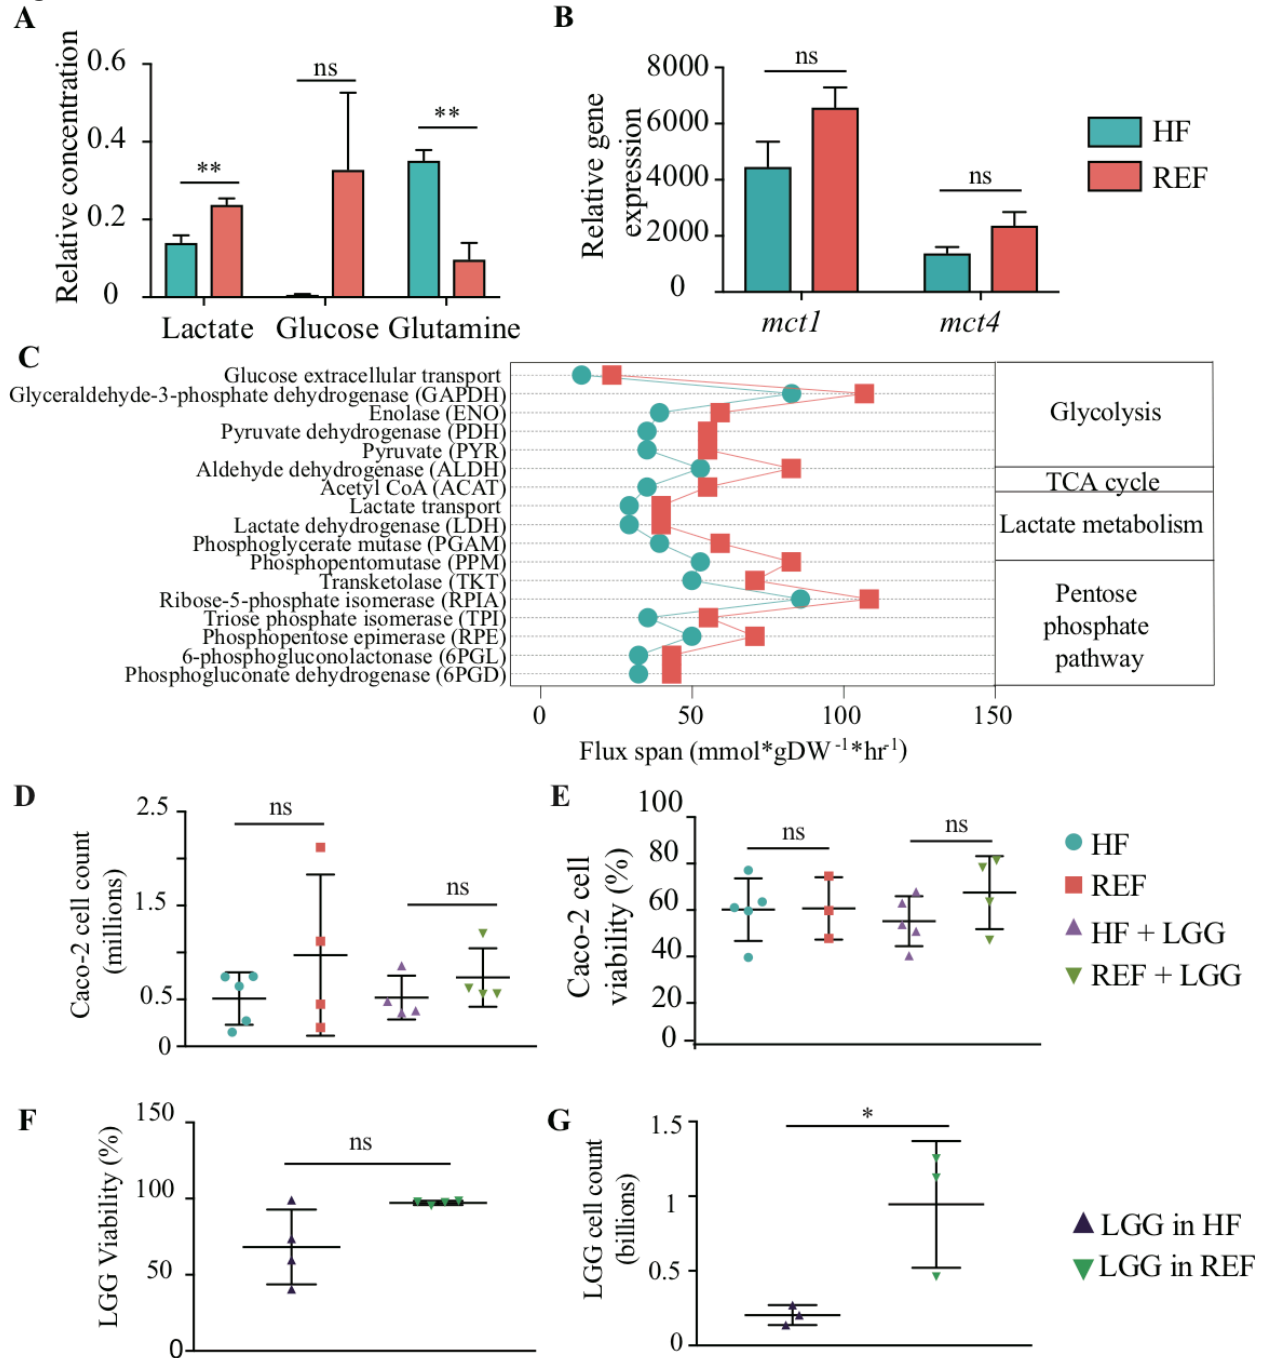 A
Relative concentration
0.6
0.4
0.2
0
**
ns
**
Lactate
Glucose
Glutamine
B
Relative gene
expression
8000
6000
4000
2000
0
ns
ns
mct1
mct4
HF
REF
C
Glucose extracellular transport
Glyceraldehyde-3-phosphate dehydrogenase (GAPDH)
Enolase (ENO)
Pyruvate dehydrogenase (PDH)
Pyruvate (PYR)
Aldehyde dehydrogenase (ALDH)
Acetyl CoA (ACAT)
Lactate transport
Lactate dehydrogenase (LDH)
Phosphoglycerate mutase (PGAM)
Phosphopentomutase (PPM)
Transketolase (TKT)
Ribose-5-phosphate isomerase (RPIA)
Triose phosphate isomerase (TPI)
Phosphopentose epimerase (RPE)
6-phosphogluconolactonase (6PGL)
Phosphogluconate dehydrogenase (6PGD)
Glycolysis
TCA cycle
Lactate metabolism
Pentose
phosphate
pathway
0
50
100
150
Flux span (mmol*gDW⁻¹*hr⁻¹)
D
Caco-2 cell count
(millions)
2.5
1.5
0.5
0
ns
ns
E
Caco-2 cell
viability (%)
100
80
60
40
20
0
ns
ns
HF
REF
HF + LGG
REF + LGG
F
LGG Viability (%)
150
100
50
0
ns
G
LGG cell count
(billions)
1.5
1
0.5
0
*
LGG in HF
LGG in REF